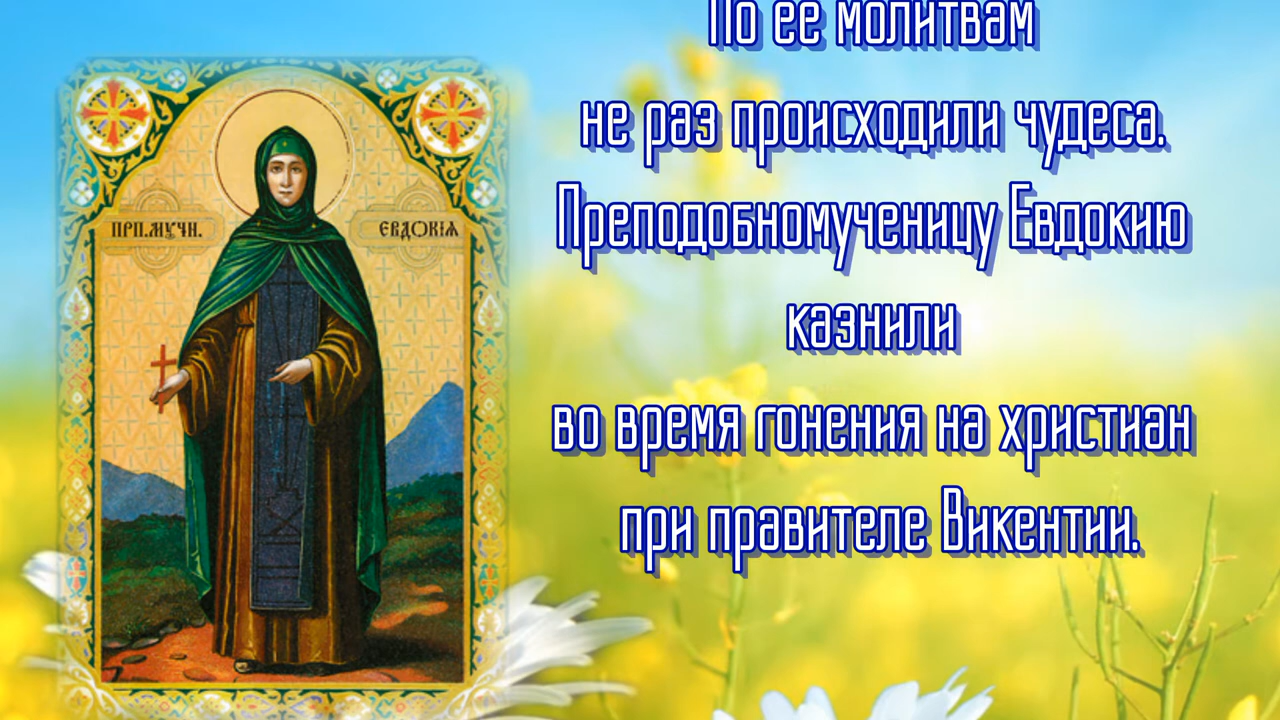 ПРП.МУЧН.
ЕВДОКІѦ
По ее молитвам
не раз происходили чудеса.
Преподобномученицу Евдокию
казнили
во время гонения на христиан
при правителе Викентии.